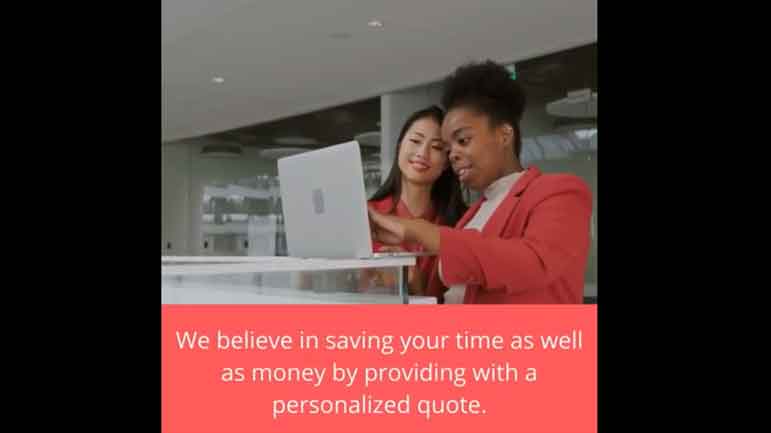 We believe in saving your time as well
as money by providing with a
personalized quote.